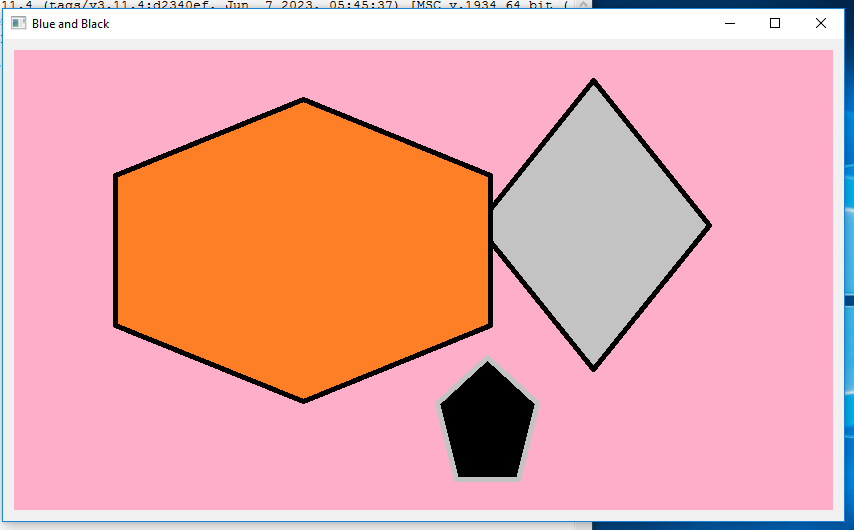 11.4 (tags/v3.11.4:d2340ef, Jun  7 2023, 05:45:37) [MSC v.1934 64 bit (
Blue and Black